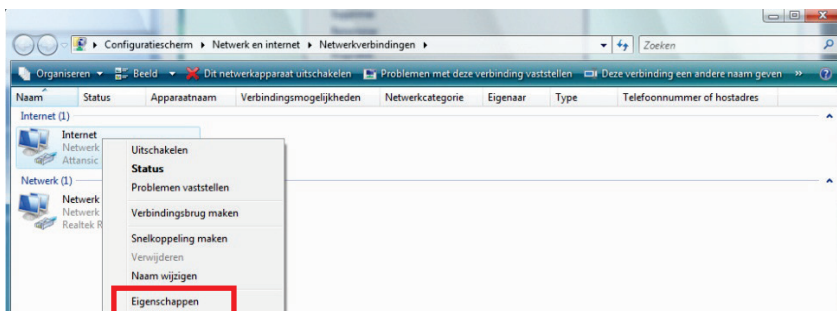 Configuratiescherm ▸ Netwerk en internet ▸ Netwerkverbindingen ▸ Zoeken
Organiseren Beeld Dit netwerkapparaat uitschakelen Problemen met deze verbinding vaststellen Deze verbinding een andere naam geven »
Naam Status Apparaatnaam Verbindingsmogelijkheden Netwerkcategorie Eigenaar Type Telefoonnummer of hostadres
Internet (1)
Internet
Netwerk
Attansic
Uitschakelen
Status
Problemen vaststellen
Verbindingsbrug maken
Snelkoppeling maken
Verwijderen
Naam wijzigen
Eigenschappen
Netwerk (1)
Netwerk
Netwerk
Realtek R